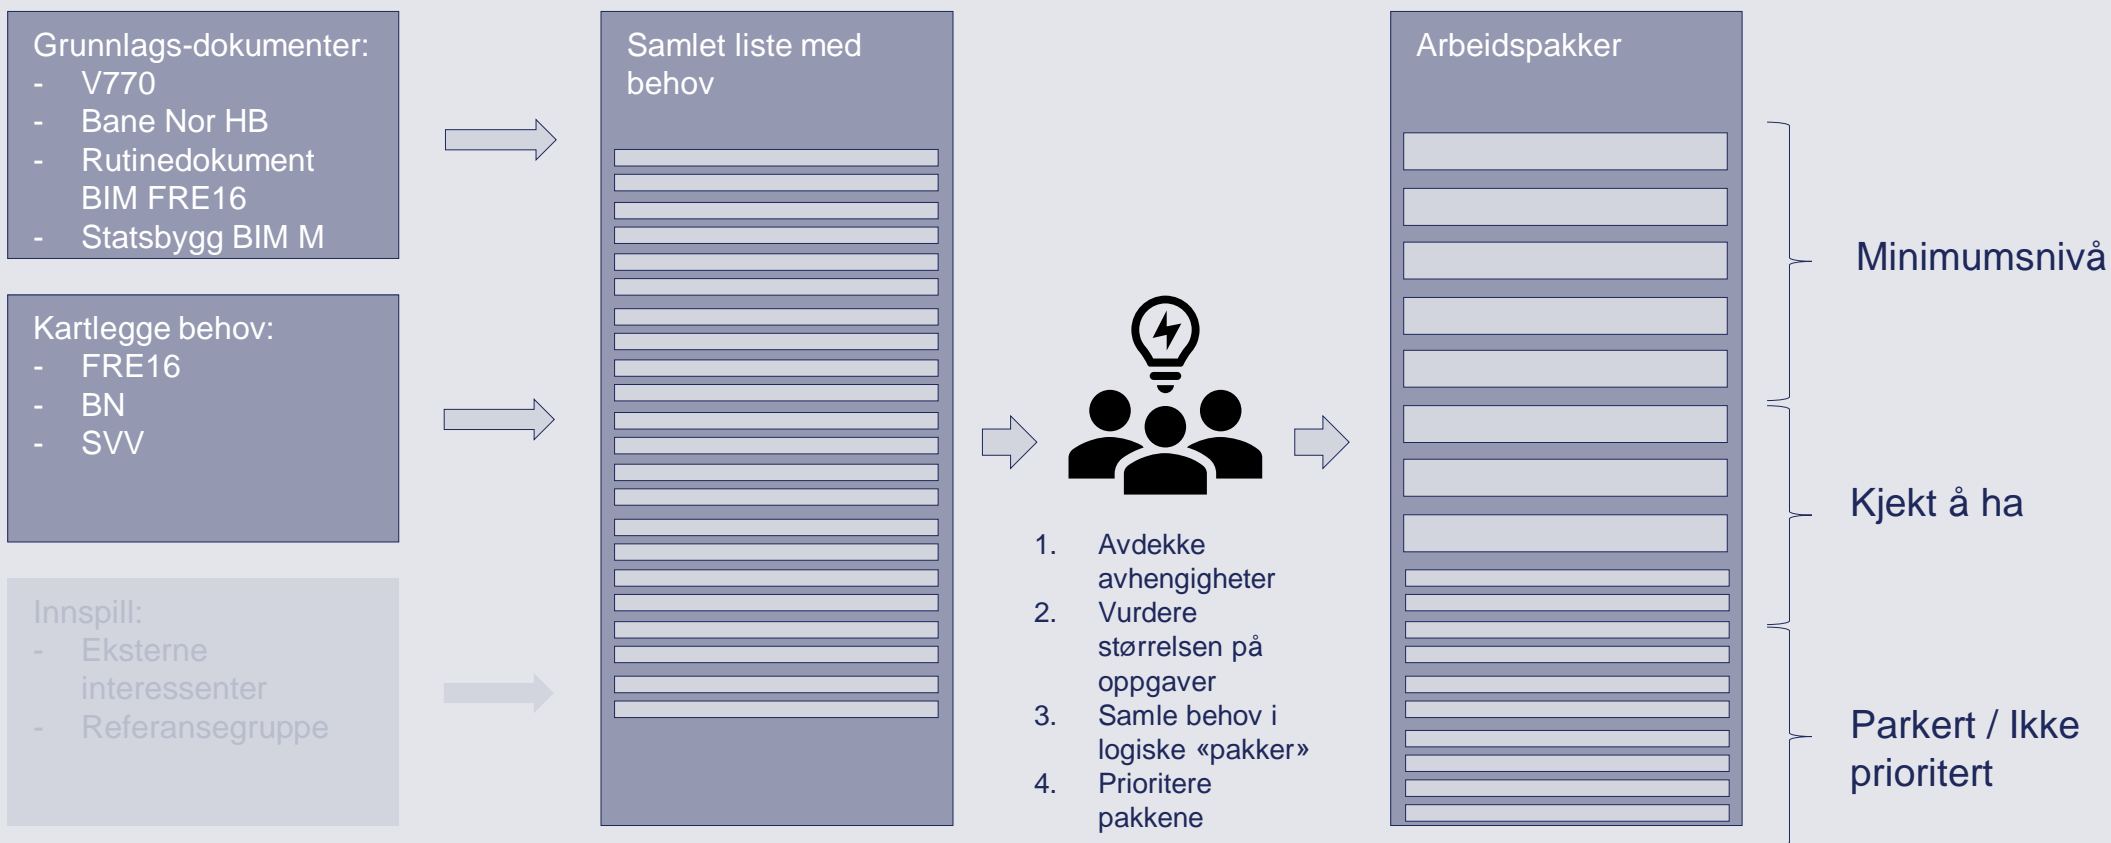 Grunnlags-dokumenter:
- V770
- Bane Nor HB
- Rutinedokument
BIM FRE16
- Statsbygg BIM M
Kartlegge behov:
- FRE16
- BN
- SVV
Innspill:
- Eksterne
interessenter
- Referansegruppe
Samlet liste med
behov
1. Avdekke
avhengigheter
2. Vurdere
størrelsen på
oppgaver
3. Samle behov i
logiske «pakker»
4. Prioritere
pakkene
Arbeidspakker
Minimumsnivå
Kjekt å ha
Parkert / Ikke
prioritert